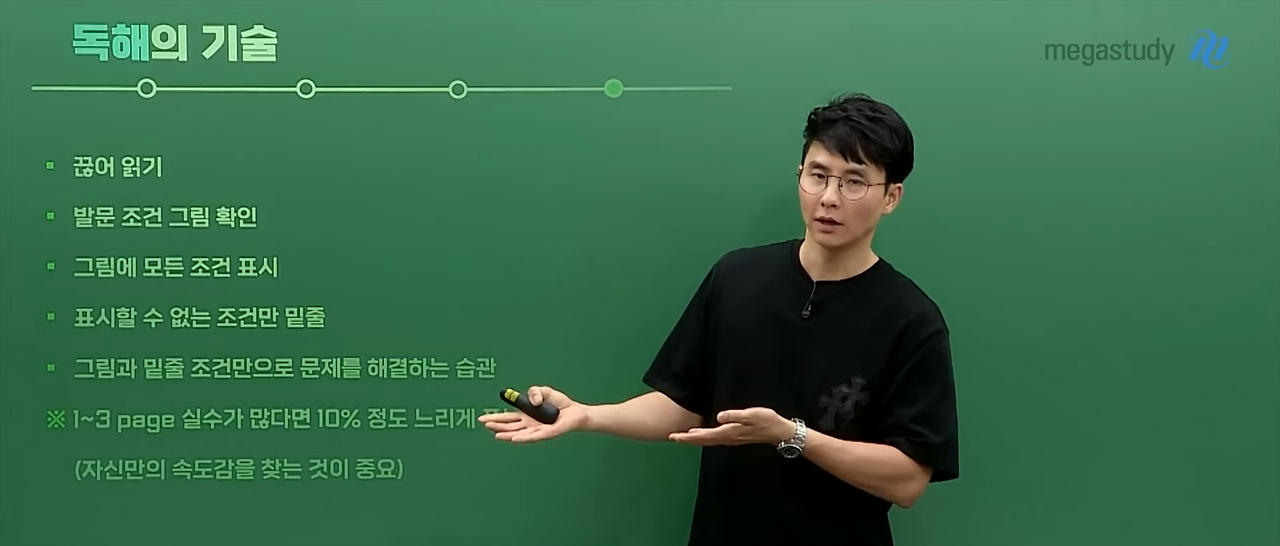 독해의 기술
megastudy
끊어 읽기
발문 조건 그림 확인
그림에 모든 조건 표시
표시할 수 없는 조건만 밑줄
그림과 밑줄 조건만으로 문제를 해결하는 습관
※ 1~3 page 실수가 많다면 10% 정도 느리게
(자신만의 속도감을 찾는 것이 중요)